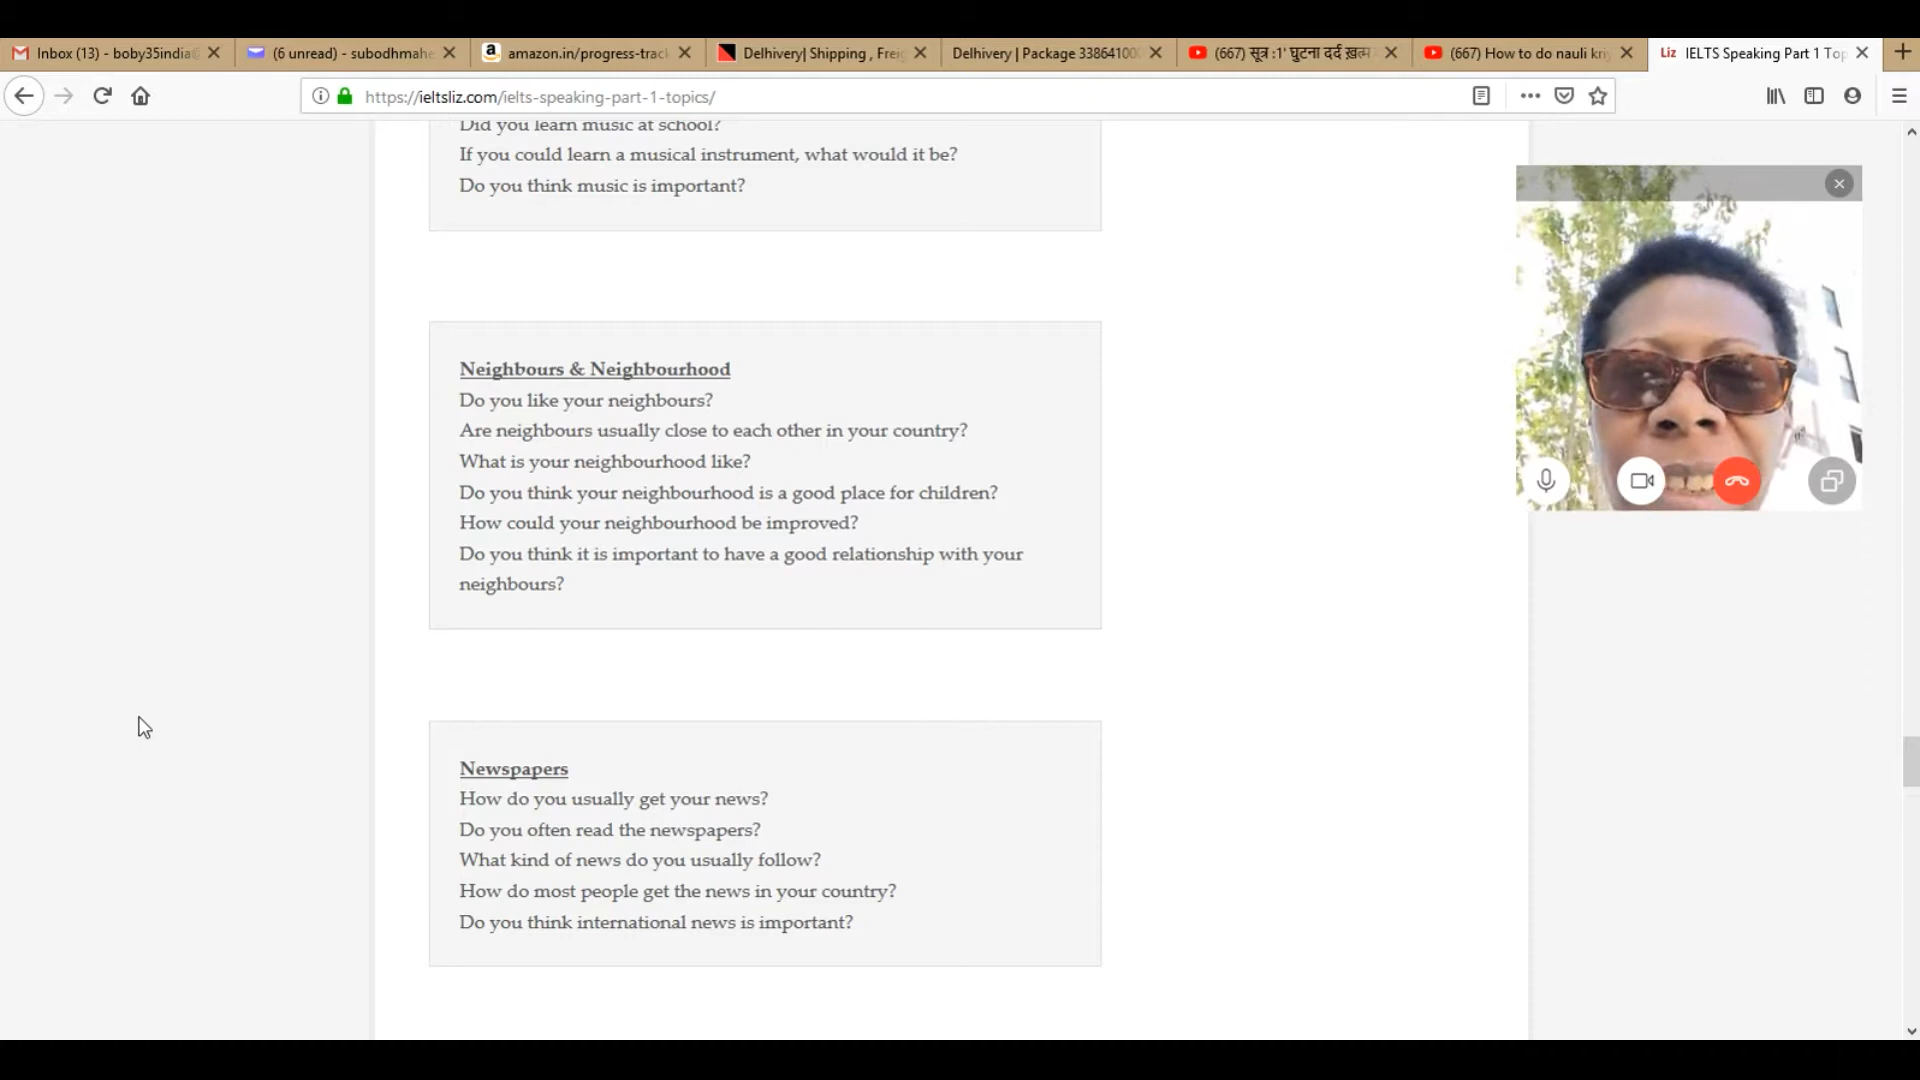 Inbox (13) - boby35india@
(6 unread) - subodhmahe
a amazon.in/progress-track
Delhivery| Shipping , Frei
Delhivery | Package 338641000
(667) सूत्र :1' घुटना दर्द ख़त्म
(667) How to do nauli kriy
Liz IELTS Speaking Part 1 Top
https://ieltsliz.com/ielts-speaking-part-1-topics/
Did you learn music at school?
If you could learn a musical instrument, what would it be?
Do you think music is important?
Neighbours & Neighbourhood
Do you like your neighbours?
Are neighbours usually close to each other in your country?
What is your neighbourhood like?
Do you think your neighbourhood is a good place for children?
How could your neighbourhood be improved?
Do you think it is important to have a good relationship with your
neighbours?
Newspapers
How do you usually get your news?
Do you often read the newspapers?
What kind of news do you usually follow?
How do most people get the news in your country?
Do you think international news is important?